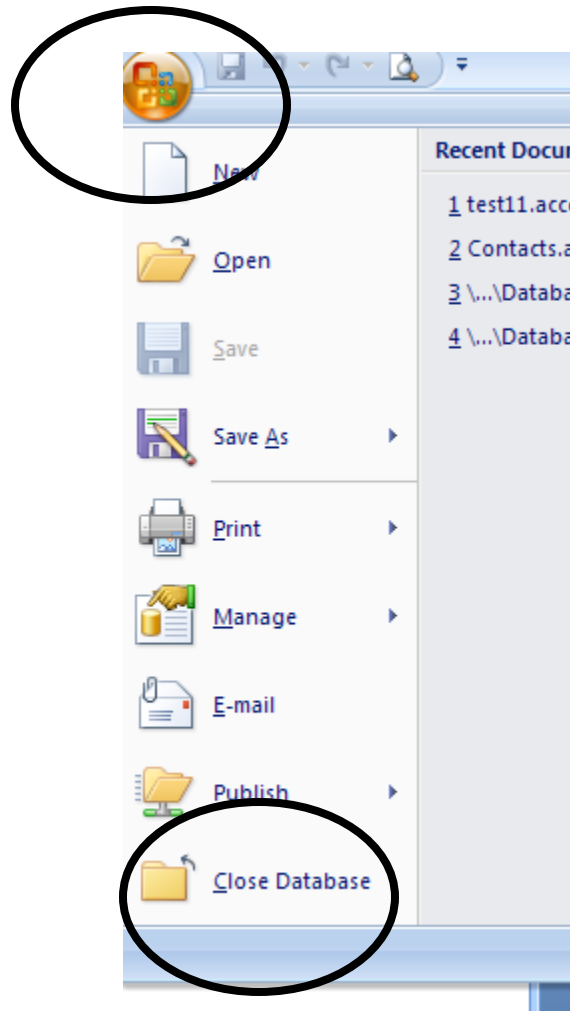 Recent Docu
New
1 test11.acc
Open
2 Contacts.a
3 \...\Databa
Save
4 \...\Databa
Save As
Print
Manage
E-mail
Publish
Close Database